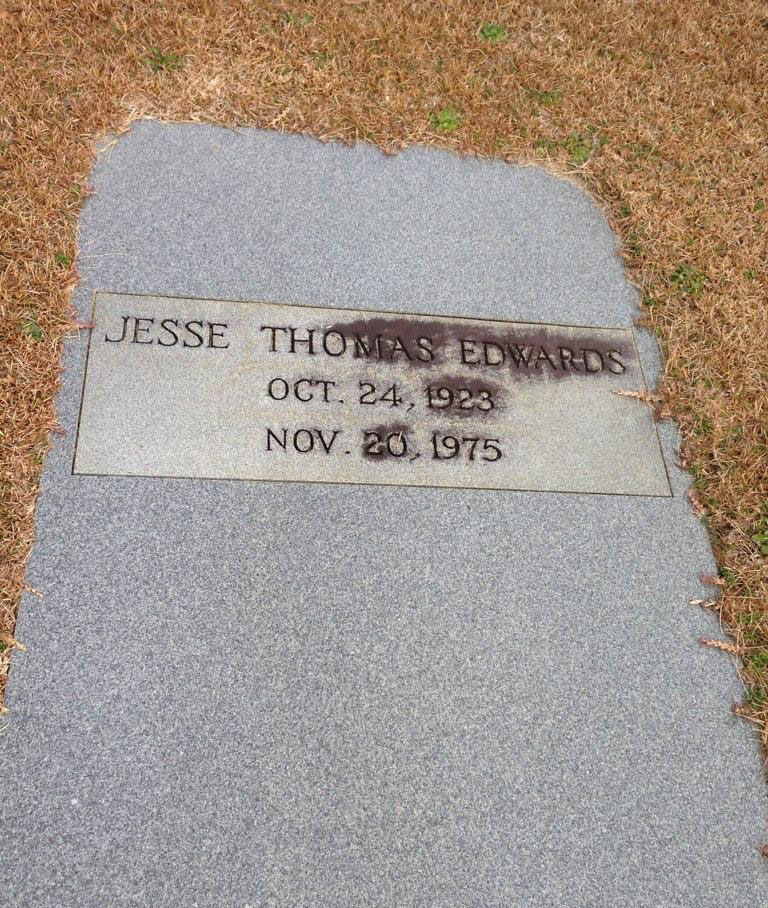 JESSE THOMAS EDWARDS
OCT. 24, 1923
NOV. 20, 1975